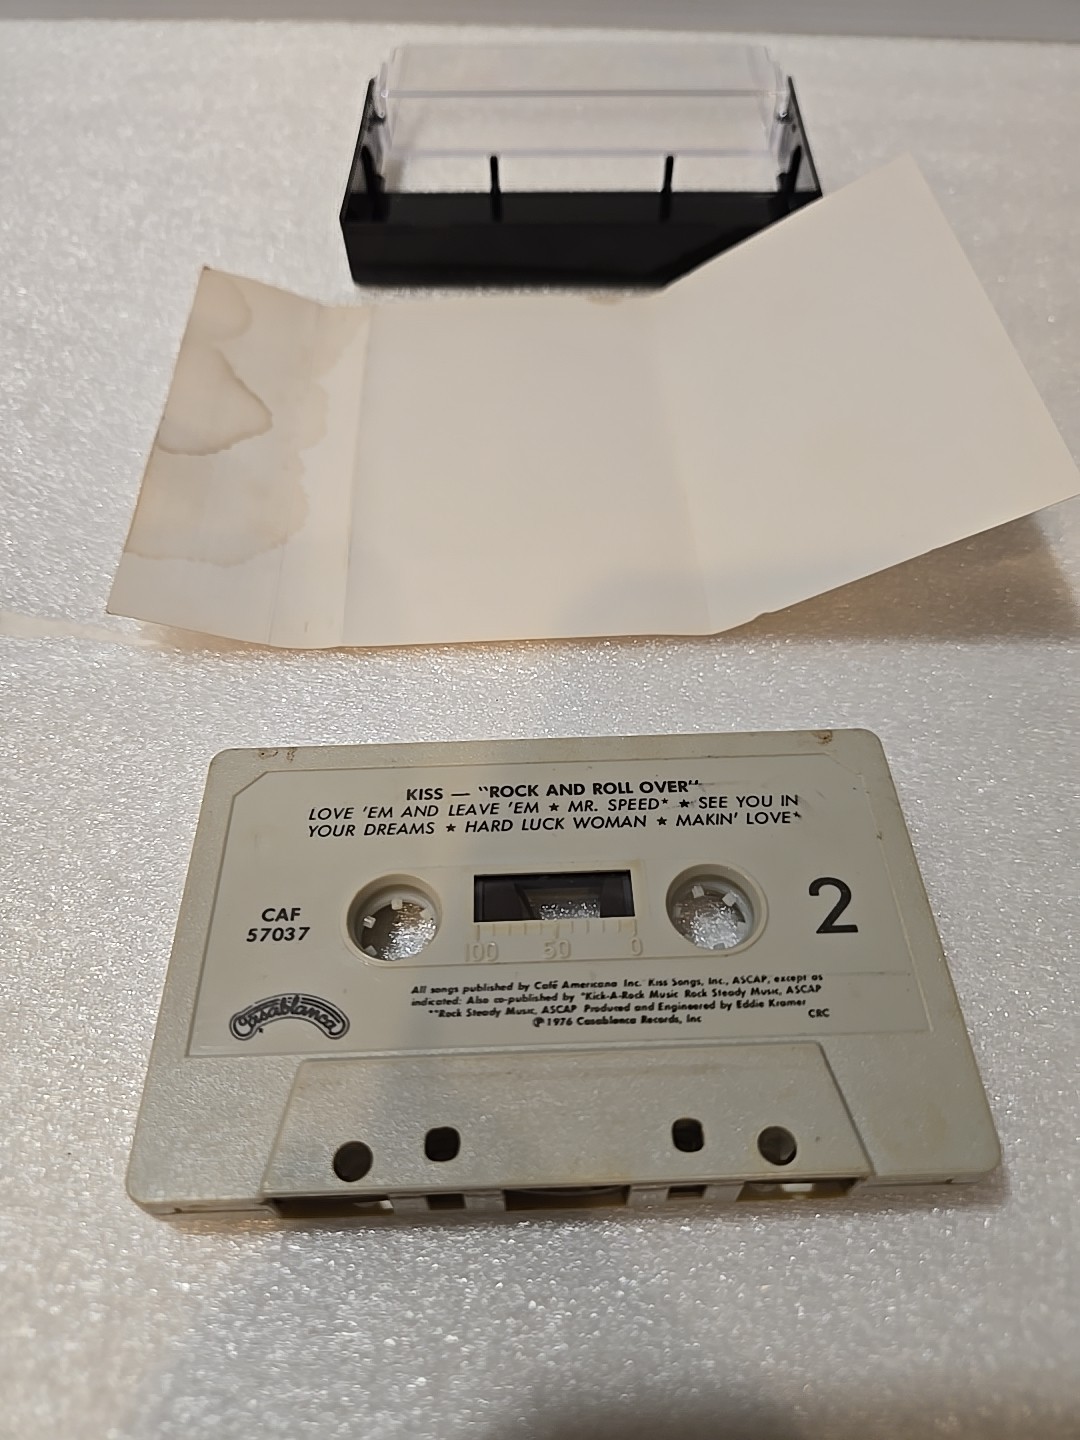 KISS — "ROCK AND ROLL OVER"
LOVE 'EM AND LEAVE 'EM ★ MR. SPEED* ★ SEE YOU IN
YOUR DREAMS ★ HARD LUCK WOMAN ★ MAKIN' LOVE*
CAF
57037
100 50 0
2
All songs published by Café Americana Inc. Kiss Songs, Inc., ASCAP, except as
indicated: Also co-published by *Kick-A-Rock Music Rock Steady Music, ASCAP
**Rock Steady Music, ASCAP Produced and Engineered by Eddie Kramer
℗ 1976 Casablanca Records, Inc
CRC
Casablanca